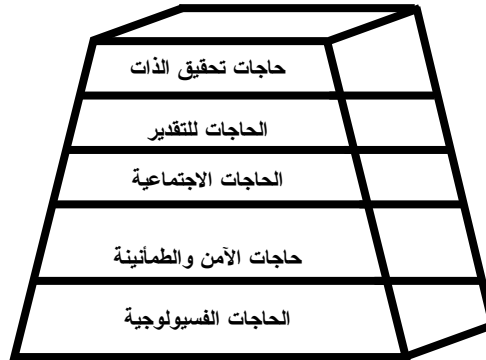 حاجات تحقيق الذات
الحاجات للتقدير
الحاجات الاجتماعية
حاجات الآمن والطمأنينة
الحاجات الفسيولوجية